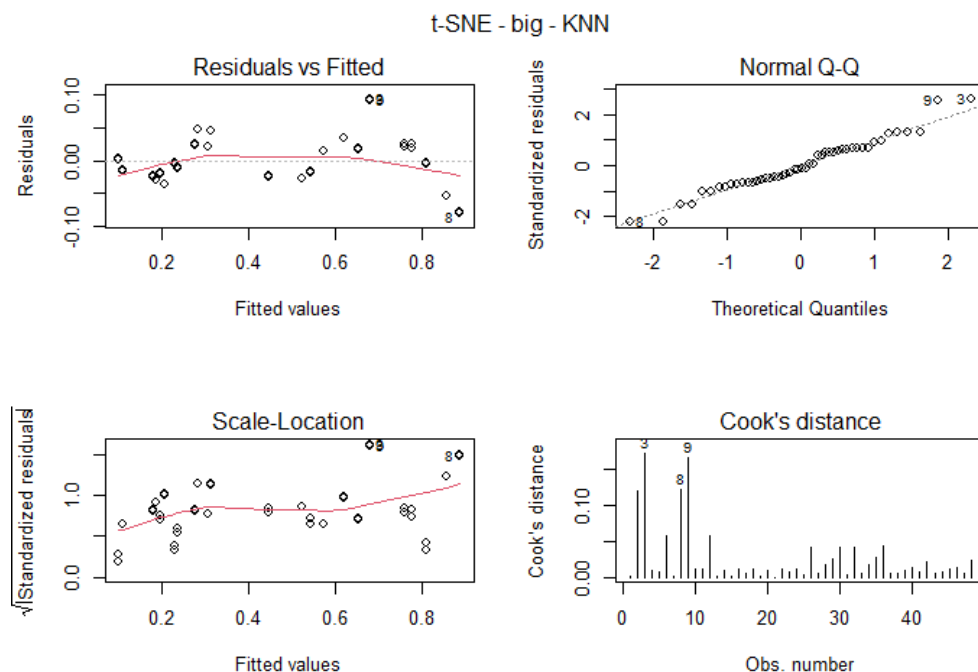 t-SNE - big - KNN
Residuals vs Fitted
Residuals
0.10
0.00
-0.10
9
8
0.2 0.4 0.6 0.8
Fitted values
Normal Q-Q
Standardized residuals
2
0
-2
9 3
8
-2 -1 0 1 2
Theoretical Quantiles
Scale-Location
√|Standardized residuals|
1.0
0.0
9
8
0.2 0.4 0.6 0.8
Fitted values
Cook's distance
Cook's distance
0.10
0.00
3
9
8
0 10 20 30 40
Obs. number